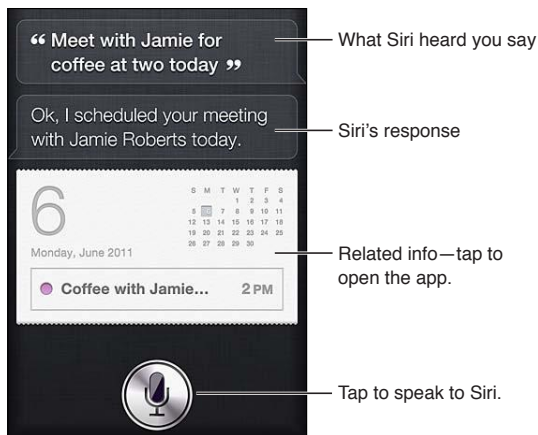 “ Meet with Jamie for
coffee at two today ”
What Siri heard you say
Ok, I scheduled your meeting
with Jamie Roberts today.
Siri's response
6
Monday, June 2011
S M T W T F S
1 2 3 4
5 6 7 8 9 10 11
12 13 14 15 16 17 18
19 20 21 22 23 24 25
26 27 28 29 30
Coffee with Jamie... 2 PM
Related info—tap to
open the app.
Tap to speak to Siri.